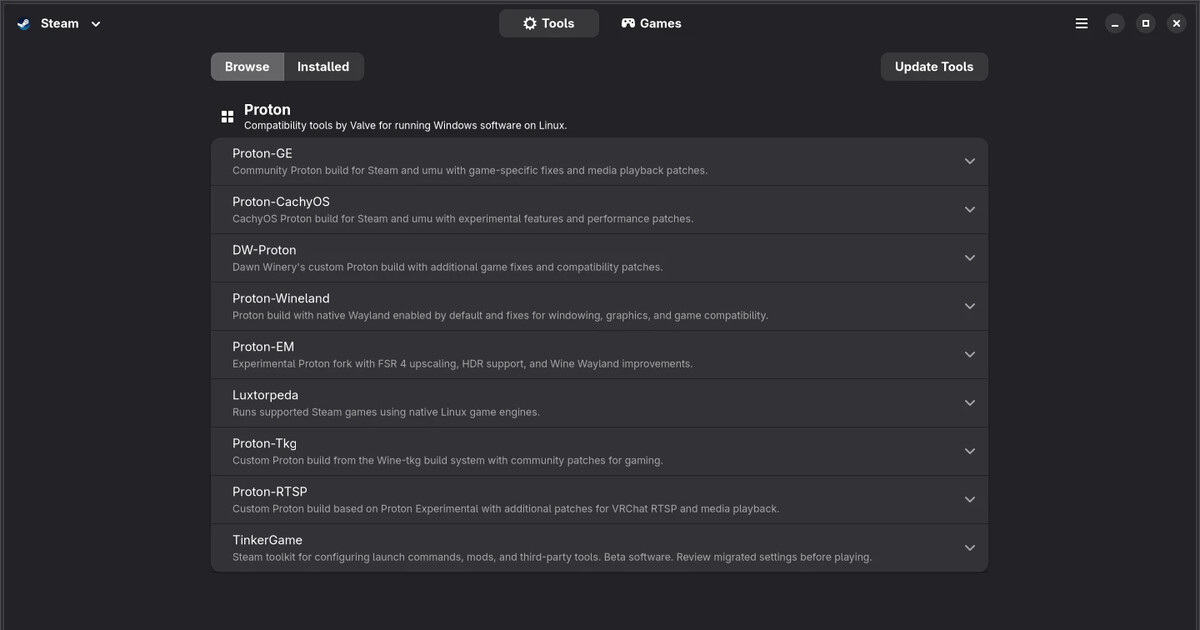 Steam
Tools
Games
Browse
Installed
Update Tools
Proton
Compatibility tools by Valve for running Windows software on Linux.
Proton-GE
Community Proton build for Steam and umu with game-specific fixes and media playback patches.
Proton-CachyOS
CachyOS Proton build for Steam and umu with experimental features and performance patches.
DW-Proton
Dawn Winery's custom Proton build with additional game fixes and compatibility patches.
Proton-Wineland
Proton build with native Wayland enabled by default and fixes for windowing, graphics, and game compatibility.
Proton-EM
Experimental Proton fork with FSR 4 upscaling, HDR support, and Wine Wayland improvements.
Luxtorpeda
Runs supported Steam games using native Linux game engines.
Proton-Tkg
Custom Proton build from the Wine-tkg build system with community patches for gaming.
Proton-RTSP
Custom Proton build based on Proton Experimental with additional patches for VRChat RTSP and media playback.
TinkerGame
Steam toolkit for configuring launch commands, mods, and third-party tools. Beta software. Review migrated settings before playing.